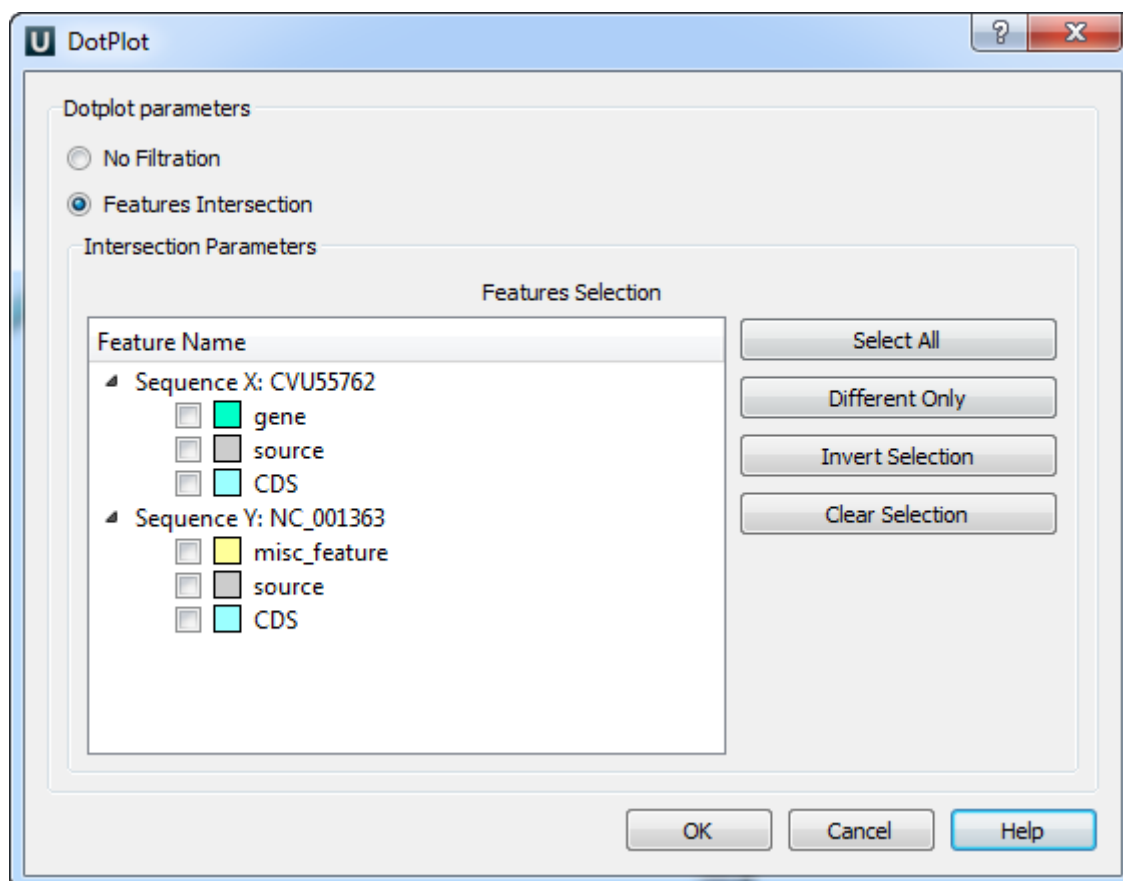 U DotPlot
Dotplot parameters
No Filtration
Features Intersection
Intersection Parameters
Features Selection
Feature Name
Sequence X: CVU55762
gene
source
CDS
Sequence Y: NC_001363
misc_feature
source
CDS
Select All
Different Only
Invert Selection
Clear Selection
OK Cancel Help